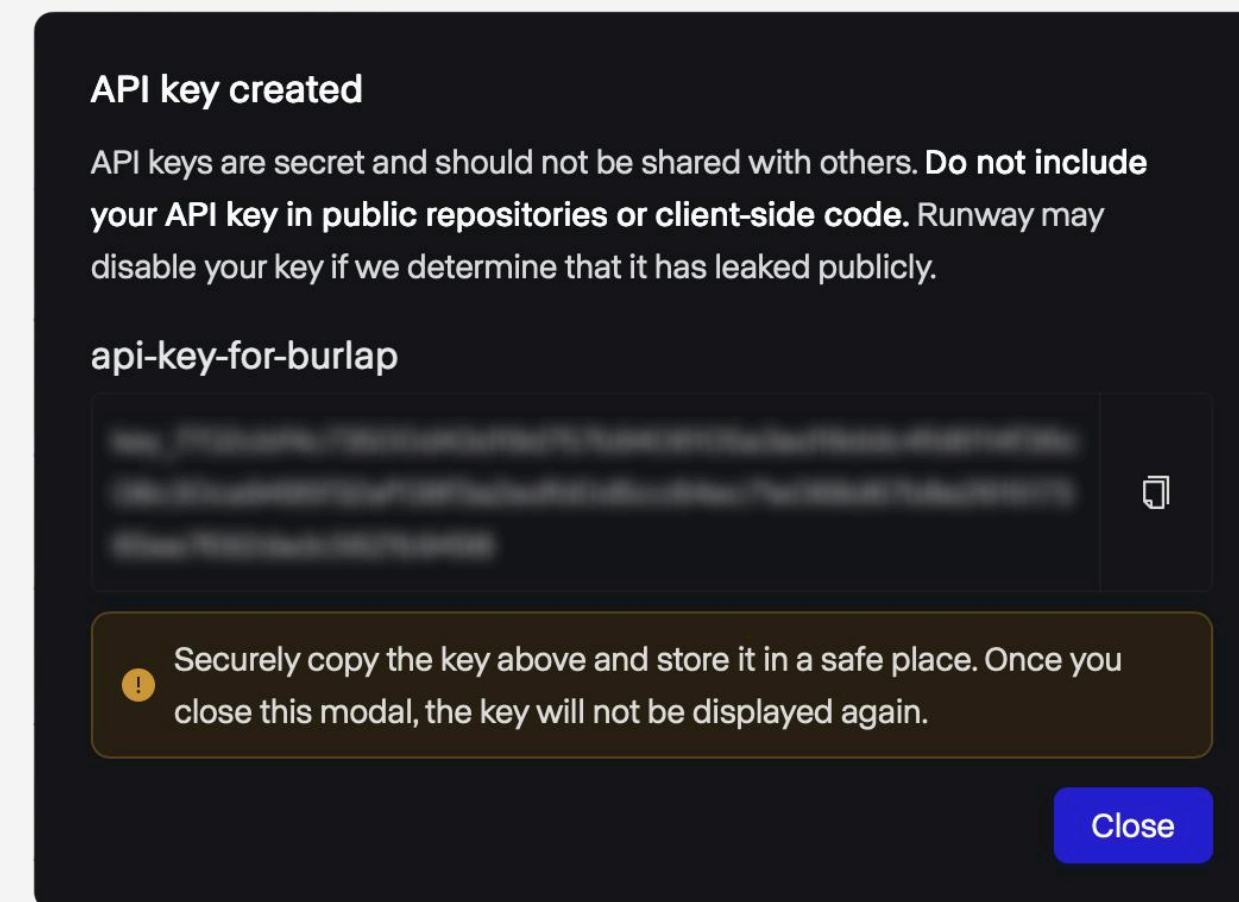 API key created
API keys are secret and should not be shared with others. Do not include
your API key in public repositories or client-side code. Runway may
disable your key if we determine that it has leaked publicly.
api-key-for-burlap
Securely copy the key above and store it in a safe place. Once you
close this modal, the key will not be displayed again.
Close